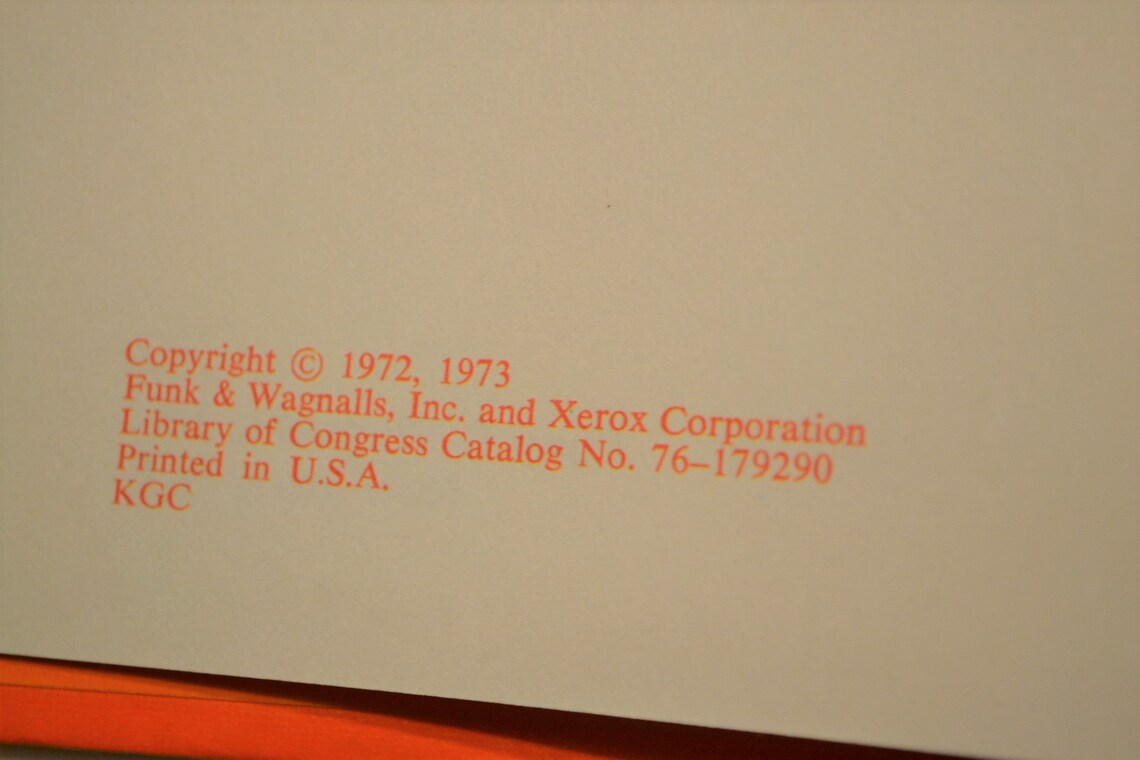 Copyright © 1972, 1973
Funk & Wagnalls, Inc. and Xerox Corporation
Library of Congress Catalog No. 76–179290
Printed in U.S.A.
KGC